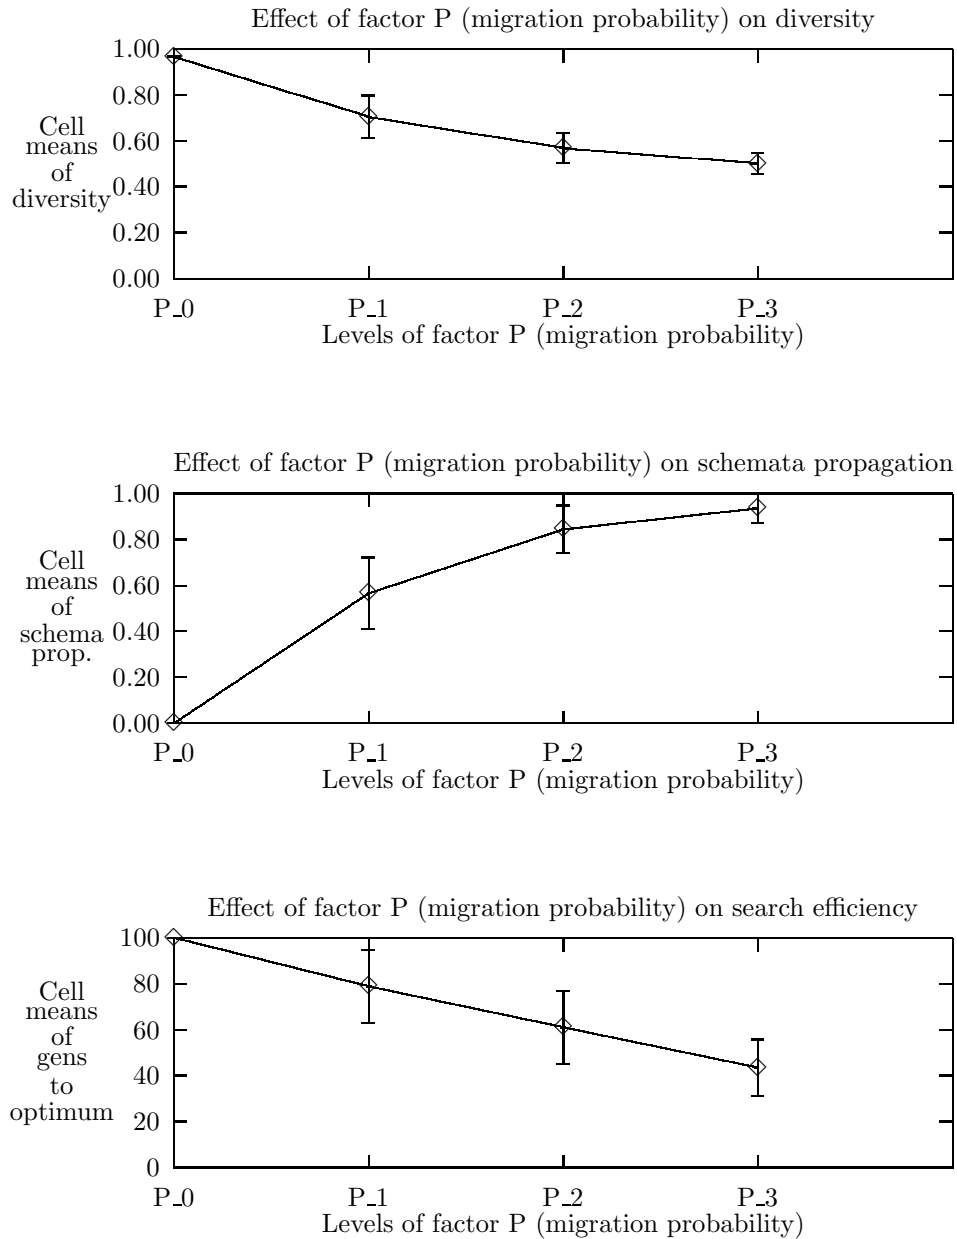 Effect of factor P (migration probability) on diversity
1.00
0.80
0.60
0.40
0.20
0.00
Cell
means
of
diversity
P_0 P_1 P_2 P_3
Levels of factor P (migration probability)
Effect of factor P (migration probability) on schemata propagation
1.00
0.80
0.60
0.40
0.20
0.00
Cell
means
of
schema
prop.
P_0 P_1 P_2 P_3
Levels of factor P (migration probability)
Effect of factor P (migration probability) on search efficiency
100
80
60
40
20
0
Cell
means
of
gens
to
optimum
P_0 P_1 P_2 P_3
Levels of factor P (migration probability)